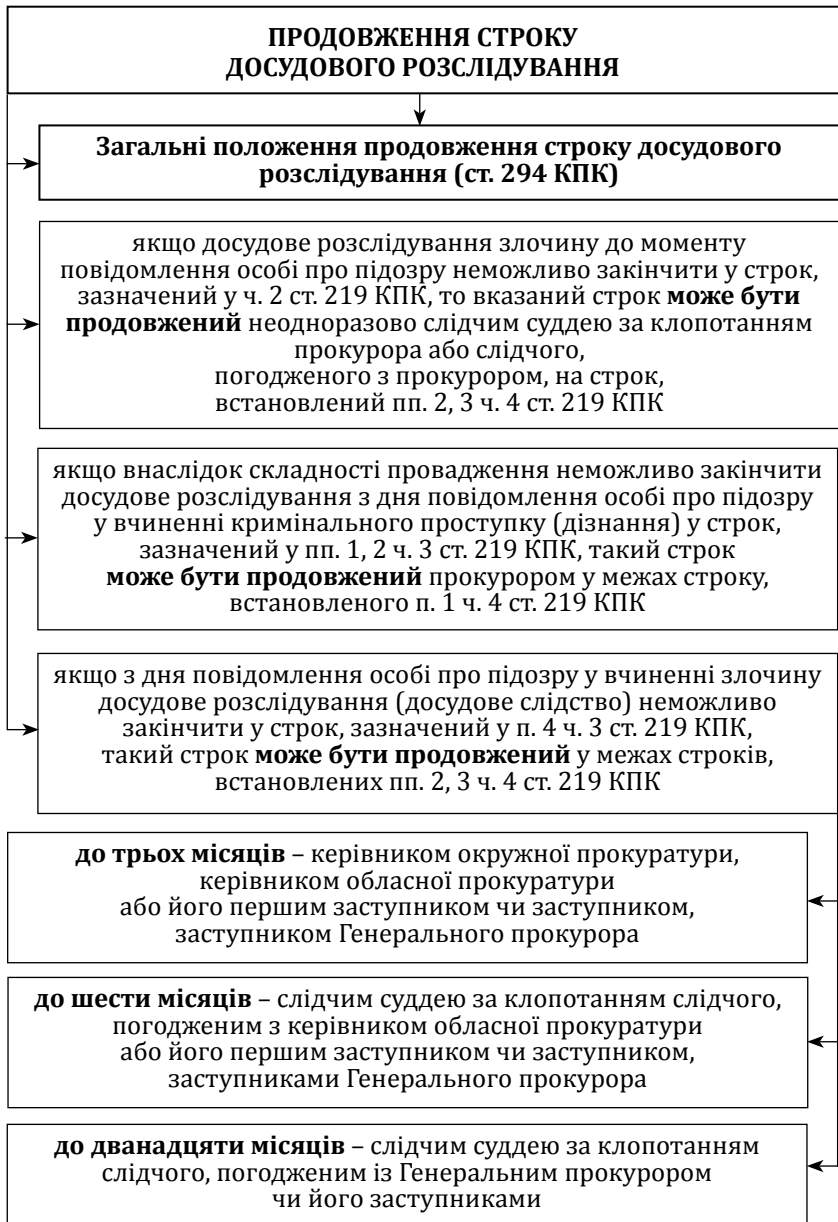 ПРОДОВЖЕННЯ СТРОКУ
ДОСУДОВОГО РОЗСЛІДУВАННЯ
Загальні положення продовження строку досудового
розслідування (ст. 294 КПК)
якщо досудове розслідування злочину до моменту
повідомлення особі про підозру неможливо закінчити у строк,
зазначений у ч. 2 ст. 219 КПК, то вказаний строк може бути
продовжений неодноразово слідчим суддею за клопотанням
прокурора або слідчого,
погодженого з прокурором, на строк,
встановлений пп. 2, 3 ч. 4 ст. 219 КПК
якщо внаслідок складності провадження неможливо закінчити
досудове розслідування з дня повідомлення особі про підозру
у вчиненні кримінального проступку (дізнання) у строк,
зазначений у пп. 1, 2 ч. 3 ст. 219 КПК, такий строк
може бути продовжений прокурором у межах строку,
встановленого п. 1 ч. 4 ст. 219 КПК
якщо з дня повідомлення особі про підозру у вчиненні злочину
досудове розслідування (досудове слідство) неможливо
закінчити у строк, зазначений у п. 4 ч. 3 ст. 219 КПК,
такий строк може бути продовжений у межах строків,
встановлених пп. 2, 3 ч. 4 ст. 219 КПК
до трьох місяців – керівником окружної прокуратури,
керівником обласної прокуратури
або його першим заступником чи заступником,
заступником Генерального прокурора
до шести місяців – слідчим суддею за клопотанням слідчого,
погодженим з керівником обласної прокуратури
або його першим заступником чи заступником,
заступниками Генерального прокурора
до дванадцяти місяців – слідчим суддею за клопотанням
слідчого, погодженим із Генеральним прокурором
чи його заступниками